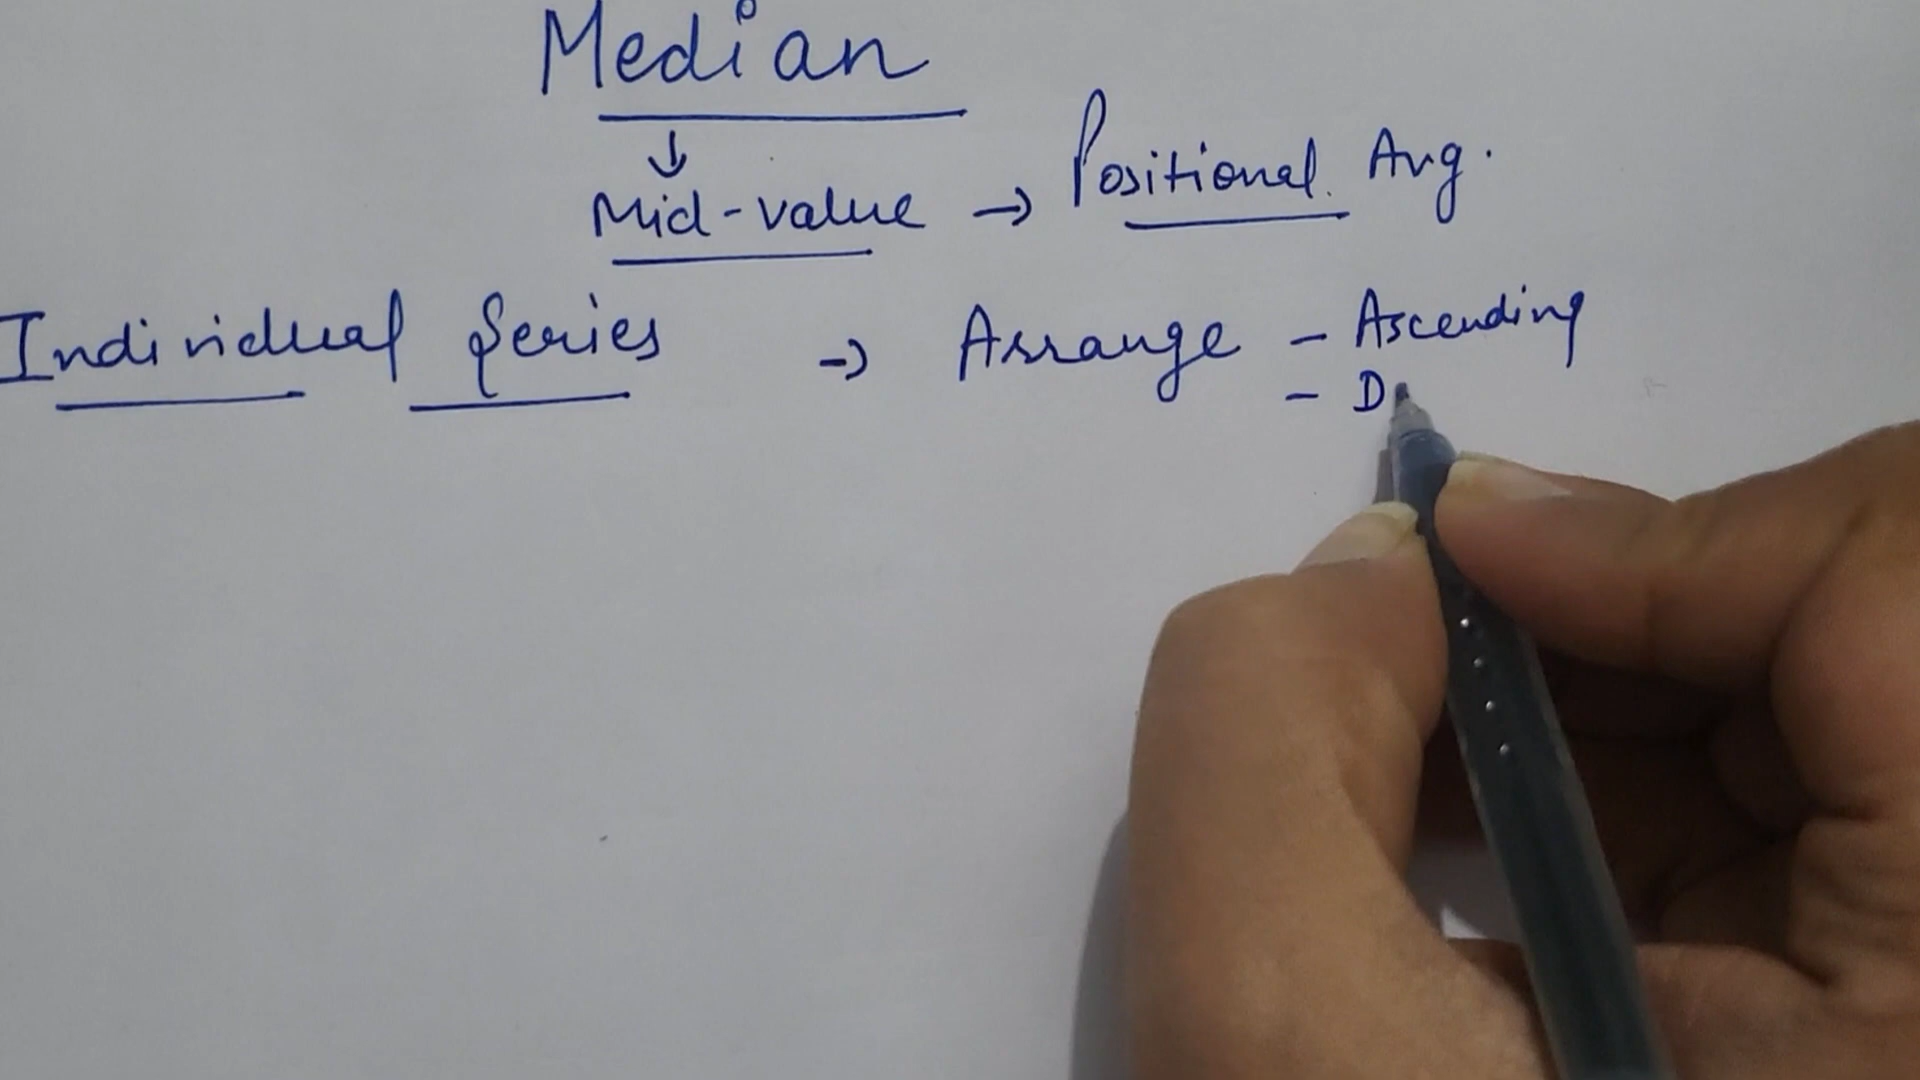 Median
↓
Mid-value → Positional Avg.
Individual Series → Arrange - Ascending
- D